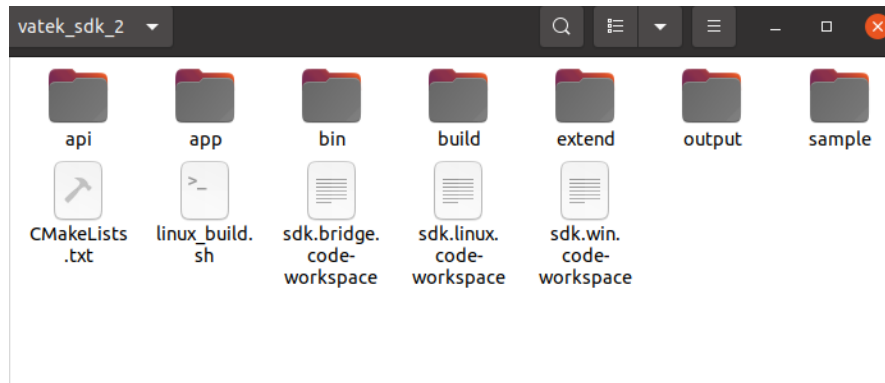 vatek_sdk_2
api app bin build extend output sample
CMakeLists linux_build. sdk.bridge. sdk.linux. sdk.win.
.txt sh code- code- code-
workspace workspace workspace